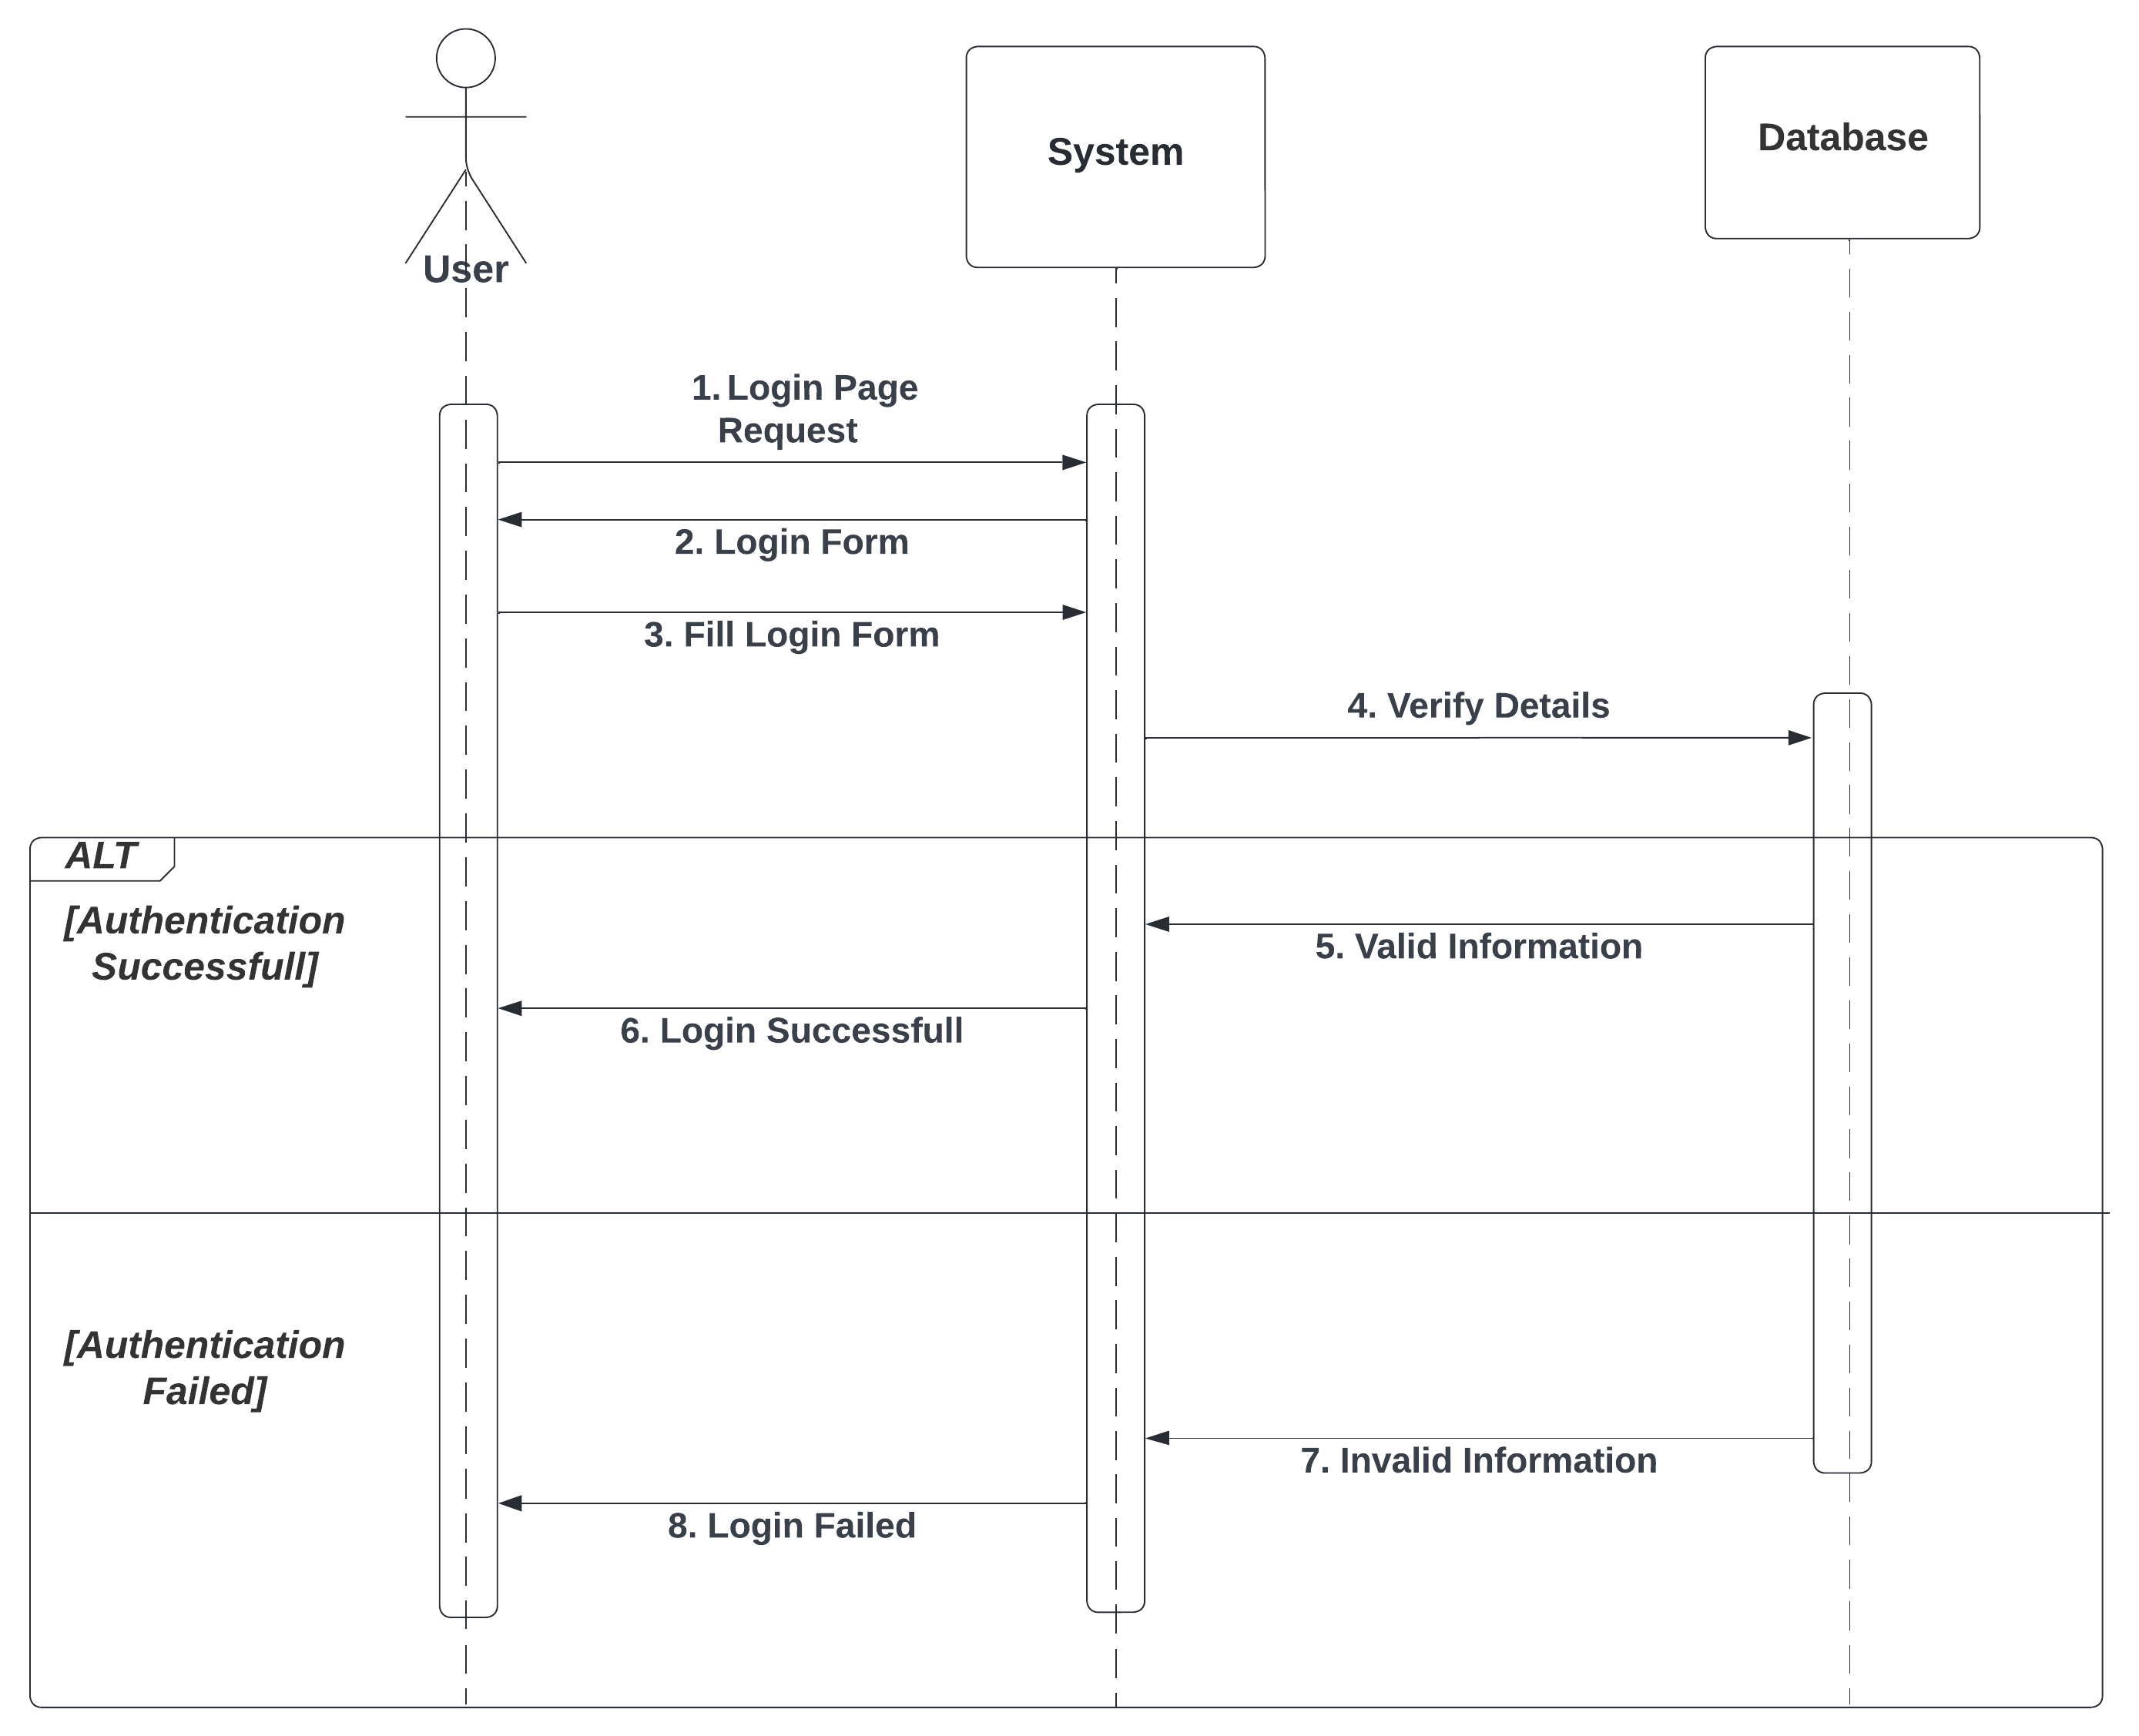 System
Database
User
1. Login Page
Request
2. Login Form
3. Fill Login Form
4. Verify Details
ALT
[Authentication
Successfull]
5. Valid Information
6. Login Successfull
[Authentication
Failed]
7. Invalid Information
8. Login Failed